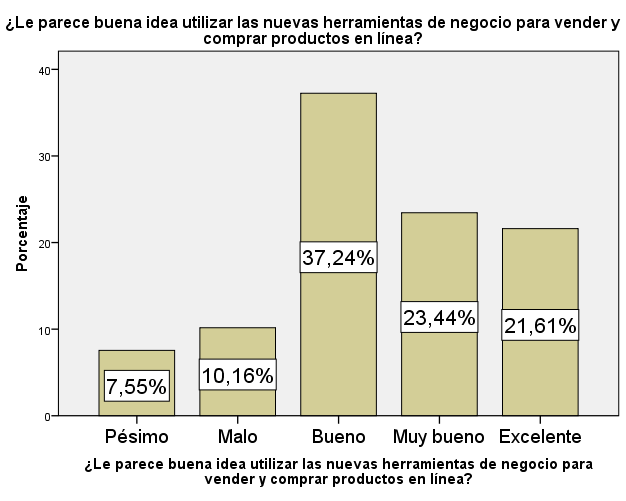 ¿Le parece buena idea utilizar las nuevas herramientas de negocio para vender y
comprar productos en línea?
40
30
20
10
0
Porcentaje
7,55%
10,16%
37,24%
23,44%
21,61%
Pésimo Malo Bueno Muy bueno Excelente
¿Le parece buena idea utilizar las nuevas herramientas de negocio para
vender y comprar productos en línea?